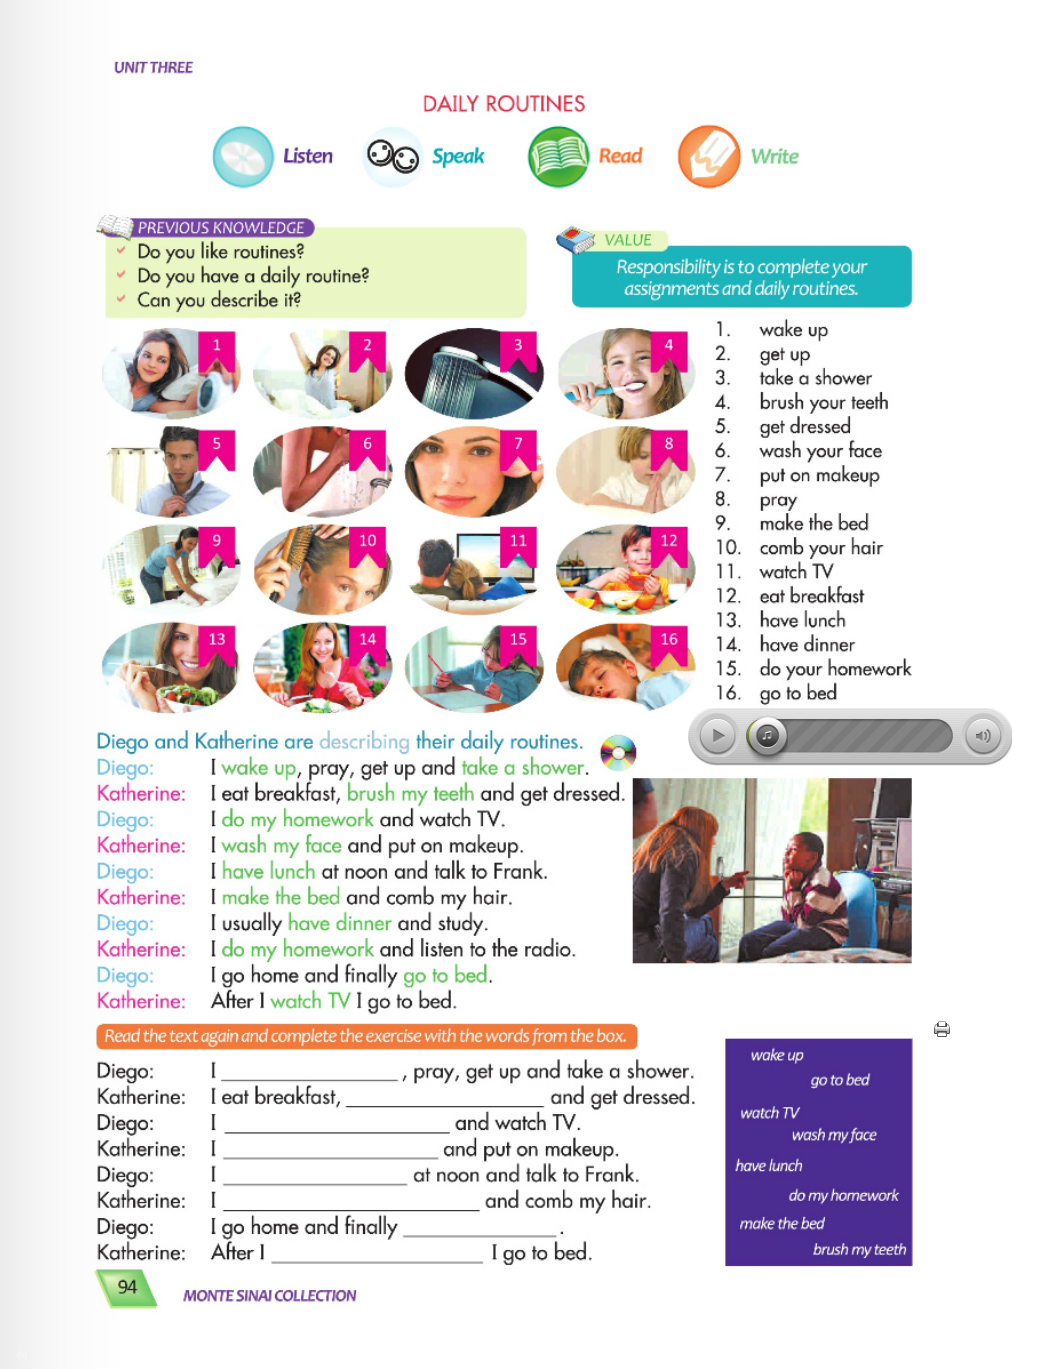 UNIT THREE
DAILY ROUTINES
Listen Speak Read Write
PREVIOUS KNOWLEDGE
Do you like routines?
Do you have a daily routine?
Can you describe it?
VALUE
Responsibility is to complete your
assignments and daily routines.
1 2 3 4
5 6 7 8
9 10 11 12
13 14 15 16
1. wake up
2. get up
3. take a shower
4. brush your teeth
5. get dressed
6. wash your face
7. put on makeup
8. pray
9. make the bed
10. comb your hair
11. watch TV
12. eat breakfast
13. have lunch
14. have dinner
15. do your homework
16. go to bed
Diego and Katherine are describing their daily routines.
Diego: I wake up, pray, get up and take a shower.
Katherine: I eat breakfast, brush my teeth and get dressed.
Diego: I do my homework and watch TV.
Katherine: I wash my face and put on makeup.
Diego: I have lunch at noon and talk to Frank.
Katherine: I make the bed and comb my hair.
Diego: I usually have dinner and study.
Katherine: I do my homework and listen to the radio.
Diego: I go home and finally go to bed.
Katherine: After I watch TV I go to bed.
Read the text again and complete the exercise with the words from the box.
Diego: I ________________ , pray, get up and take a shower.
Katherine: I eat breakfast, __________________ and get dressed.
Diego: I ____________________ and watch TV.
Katherine: I ___________________ and put on makeup.
Diego: I ________________ at noon and talk to Frank.
Katherine: I _______________________ and comb my hair.
Diego: I go home and finally ______________ .
Katherine: After I ___________________ I go to bed.
wake up
go to bed
watch TV
wash my face
have lunch
do my homework
make the bed
brush my teeth
94
MONTE SINAI COLLECTION